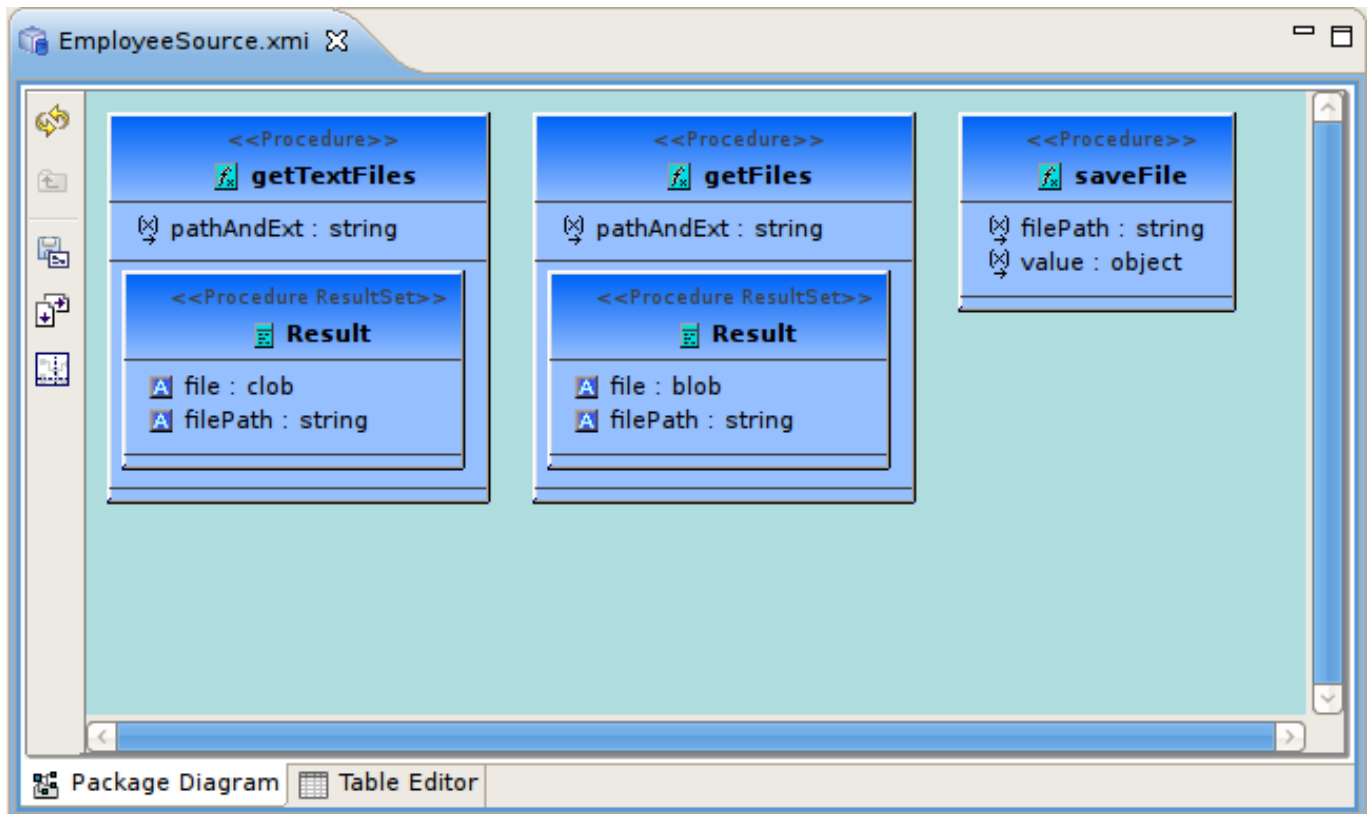 EmployeeSource.xmi
<<Procedure>>
getTextFiles
pathAndExt : string
<<Procedure ResultSet>>
Result
file : clob
filePath : string
<<Procedure>>
getFiles
pathAndExt : string
<<Procedure ResultSet>>
Result
file : blob
filePath : string
<<Procedure>>
saveFile
filePath : string
value : object
Package Diagram
Table Editor